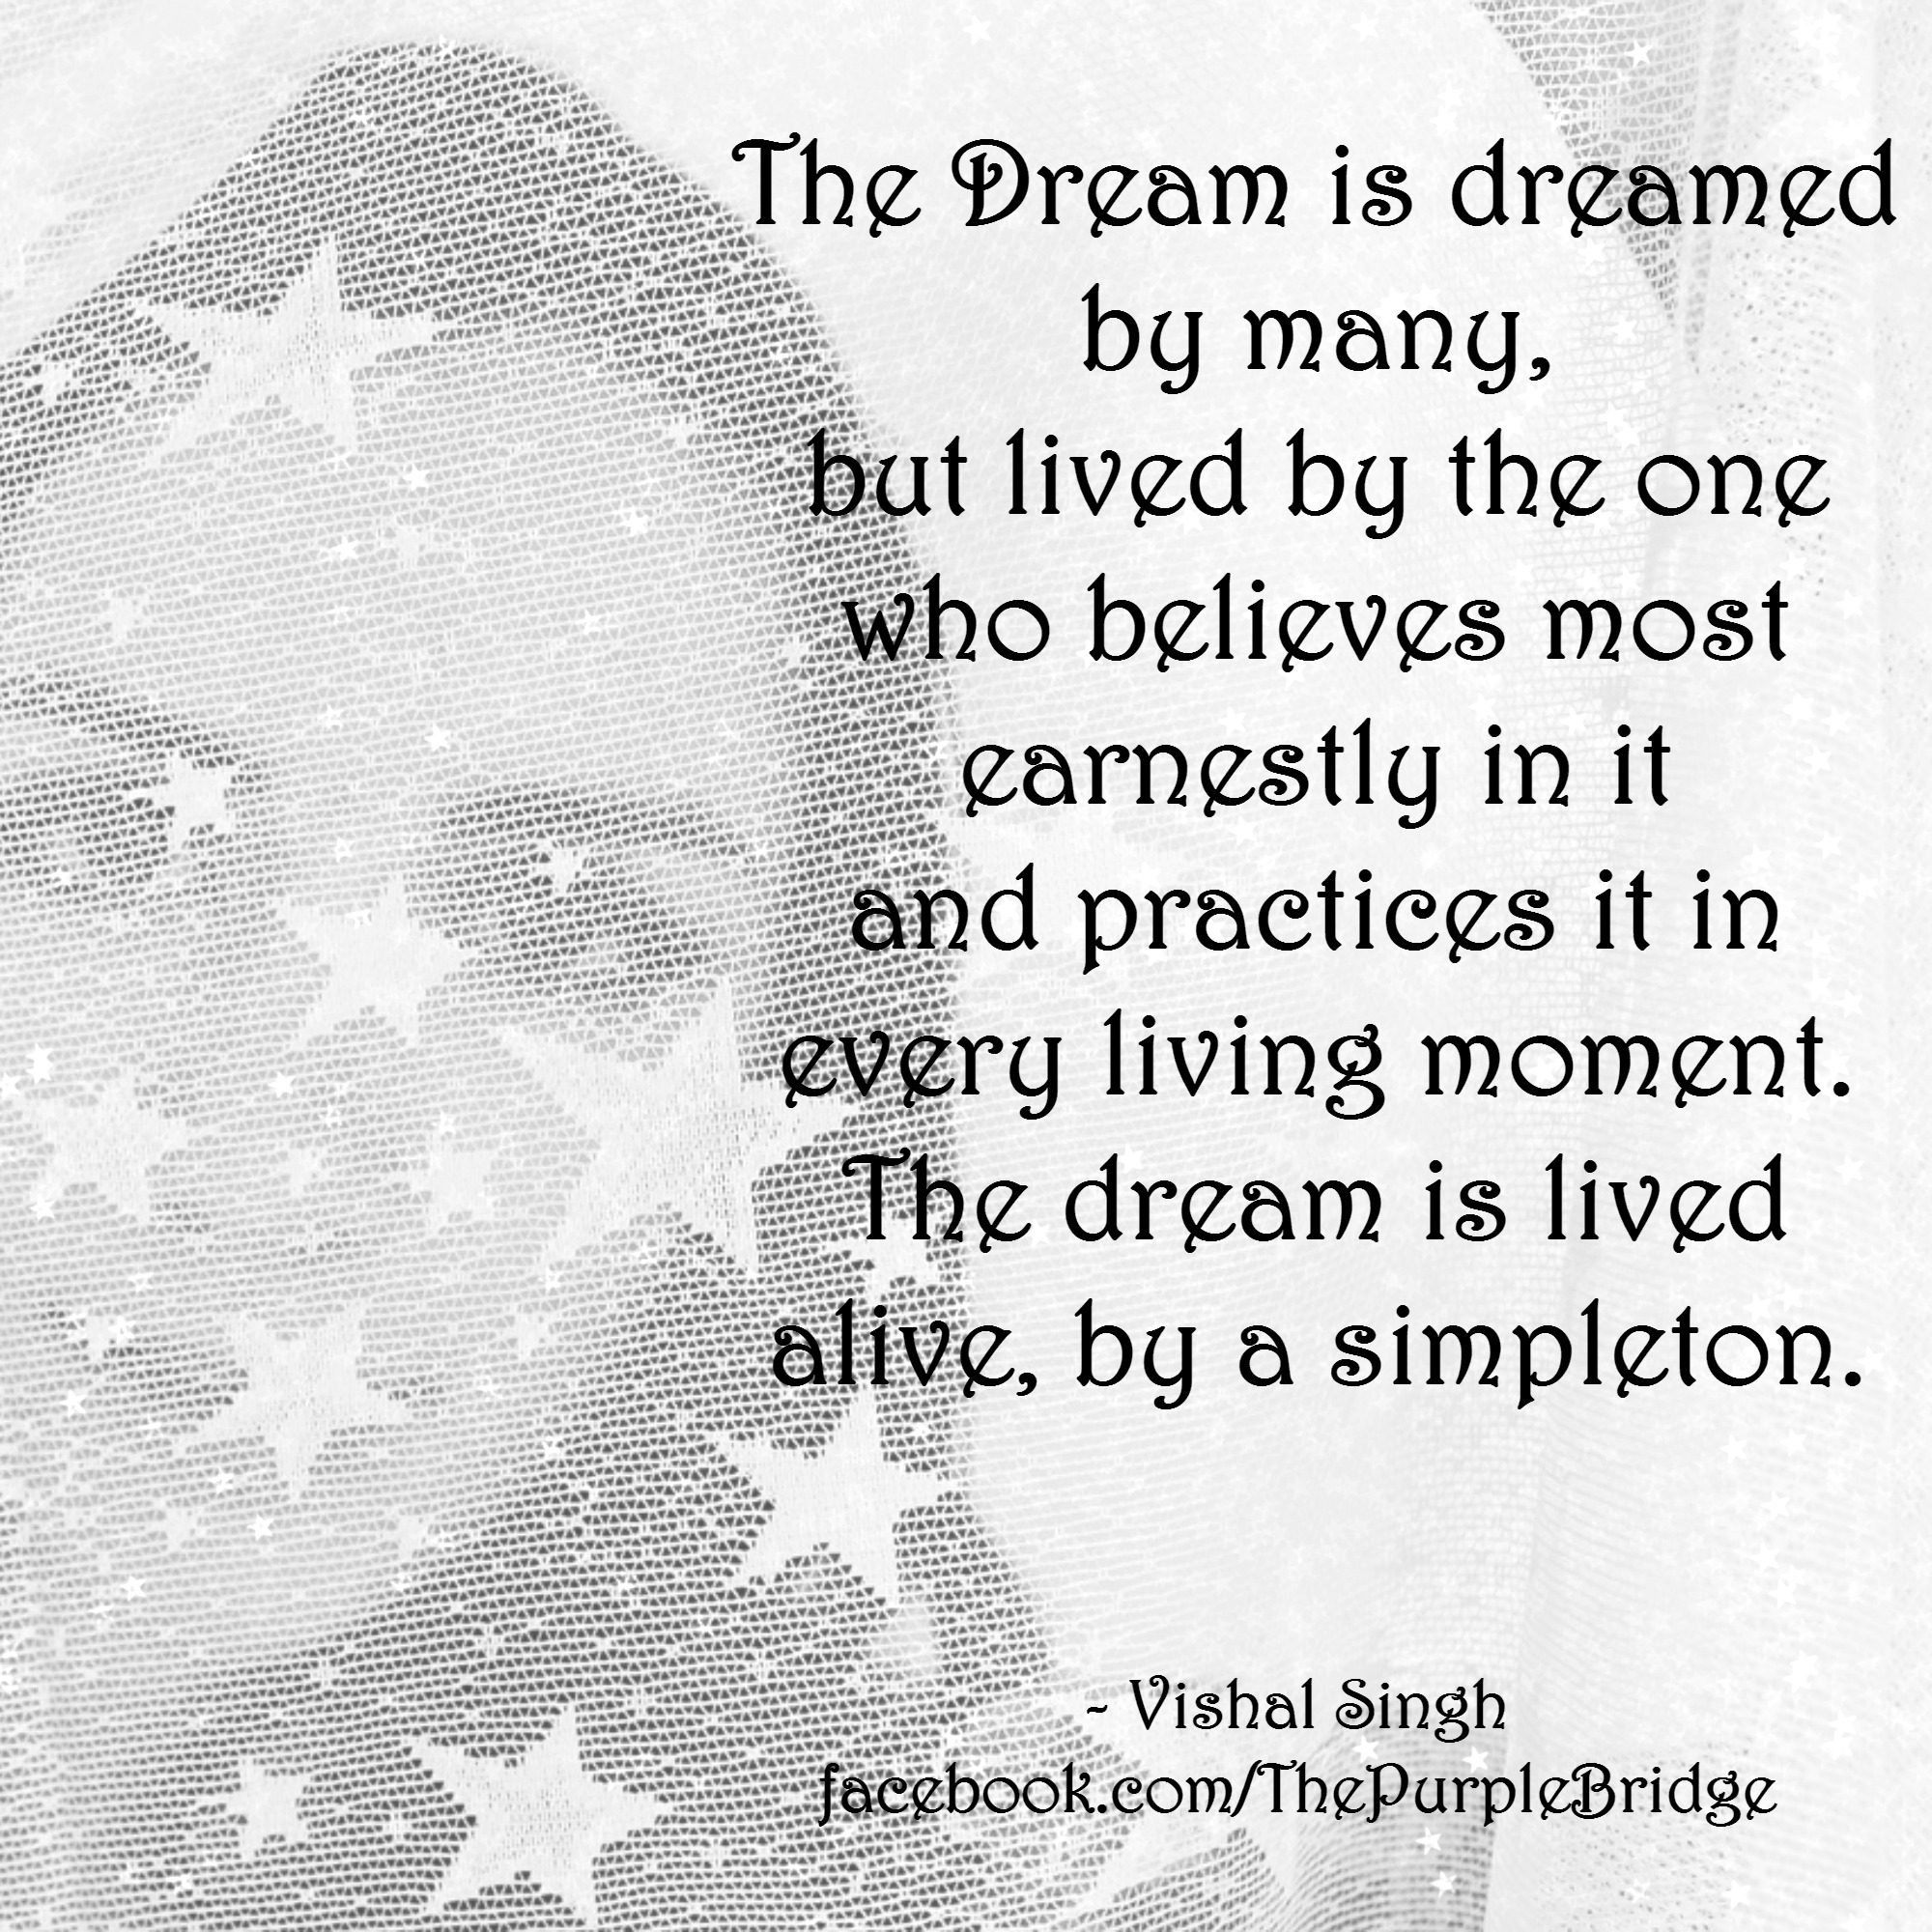 The Dream is dreamed
by many,
but lived by the one
who believes most
earnestly in it
and practices it in
every living moment.
The dream is lived
alive, by a simpleton.
~ Vishal Singh
facebook.com/ThePurpleBridge